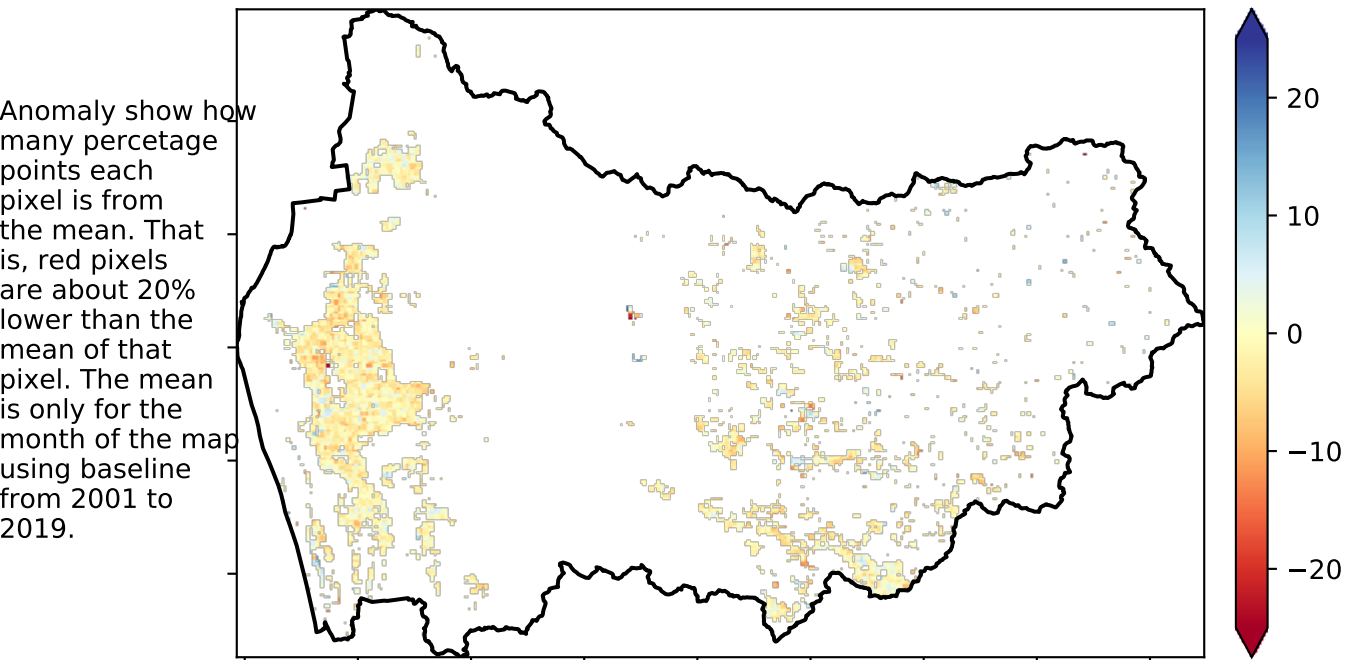 Anomaly show how
many percetage
points each
pixel is from
the mean. That
is, red pixels
are about 20%
lower than the
mean of that
pixel. The mean
is only for the
month of the map
using baseline
from 2001 to
2019.
20
10
0
−10
−20